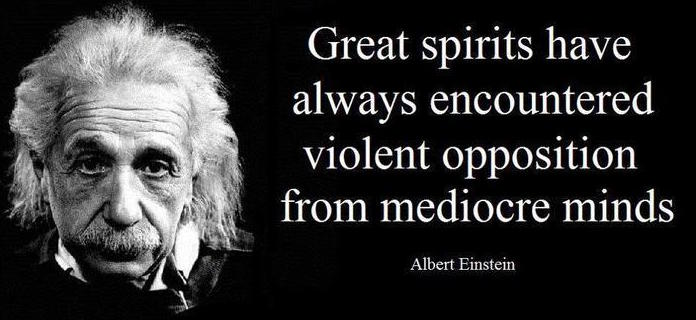 Great spirits have
always encountered
violent opposition
from mediocre minds
Albert Einstein